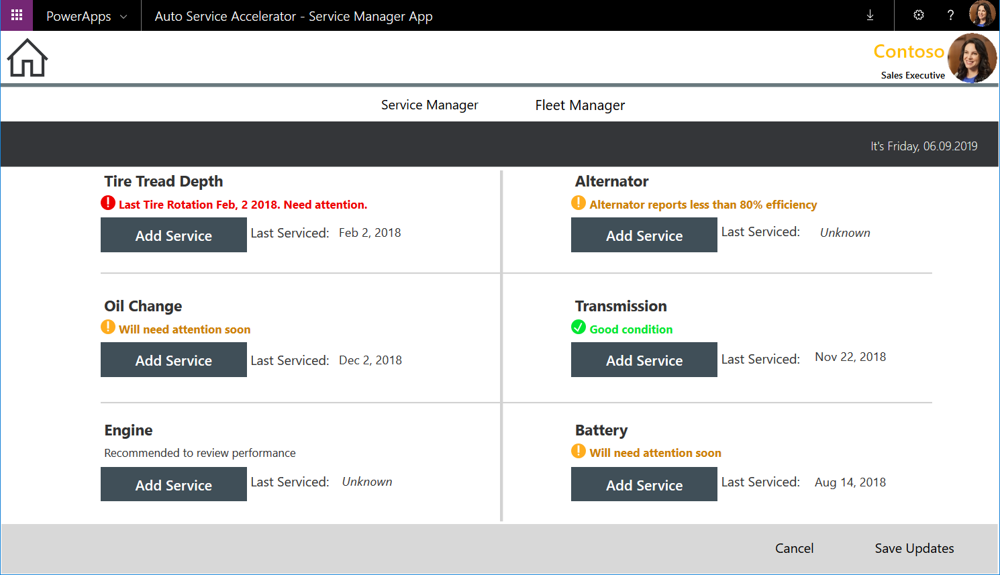 PowerApps
Auto Service Accelerator - Service Manager App
?
Contoso
Sales Executive
Service Manager
Fleet Manager
It's Friday, 06.09.2019
Tire Tread Depth
Last Tire Rotation Feb, 2 2018. Need attention.
Add Service
Last Serviced: Feb 2, 2018
Alternator
Alternator reports less than 80% efficiency
Add Service
Last Serviced: Unknown
Oil Change
Will need attention soon
Add Service
Last Serviced: Dec 2, 2018
Transmission
Good condition
Add Service
Last Serviced: Nov 22, 2018
Engine
Recommended to review performance
Add Service
Last Serviced: Unknown
Battery
Will need attention soon
Add Service
Last Serviced: Aug 14, 2018
Cancel
Save Updates